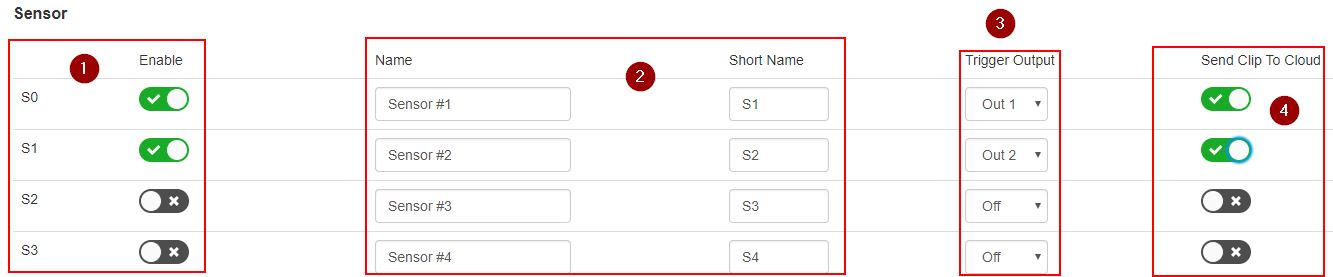 Sensor
3
1 Enable Name 2 Short Name Trigger Output Send Clip To Cloud
S0 Sensor #1 S1 Out 1 4
S1 Sensor #2 S2 Out 2
S2 Sensor #3 S3 Off
S3 Sensor #4 S4 Off